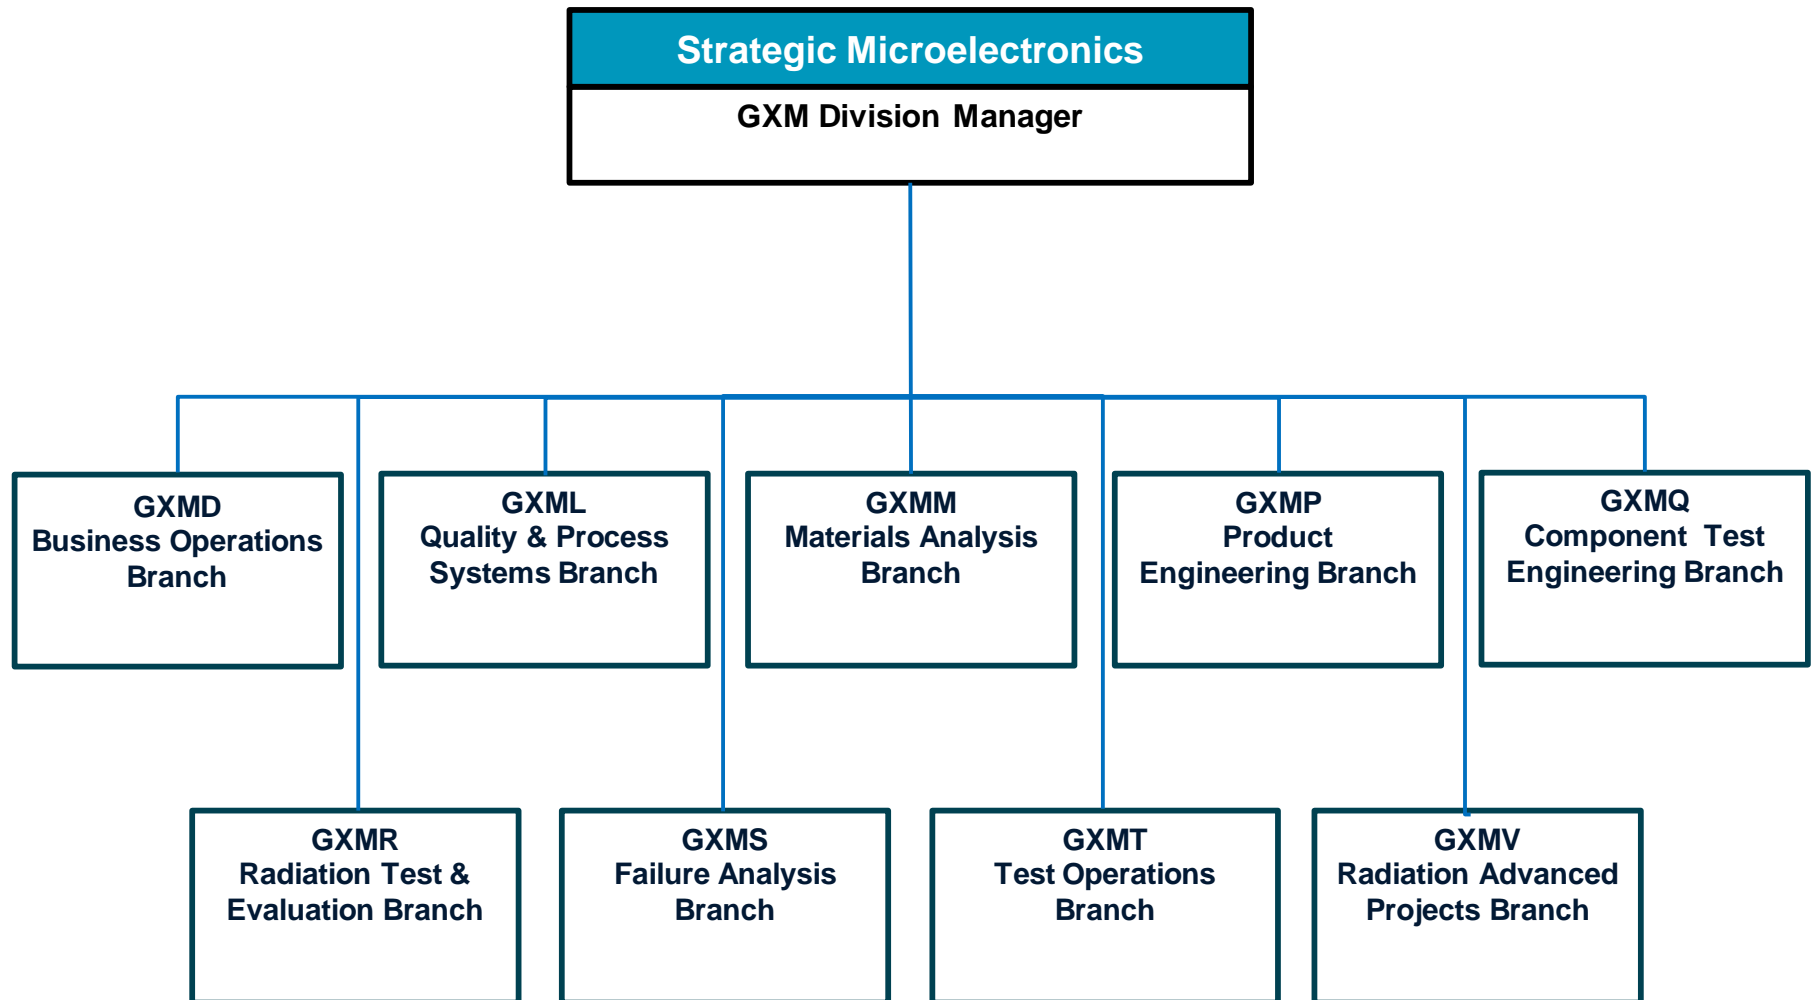 Strategic Microelectronics
GXM Division Manager
GXMD
Business Operations
Branch
GXML
Quality & Process
Systems Branch
GXMM
Materials Analysis
Branch
GXMP
Product
Engineering Branch
GXMQ
Component Test
Engineering Branch
GXMR
Radiation Test &
Evaluation Branch
GXMS
Failure Analysis
Branch
GXMT
Test Operations
Branch
GXMV
Radiation Advanced
Projects Branch